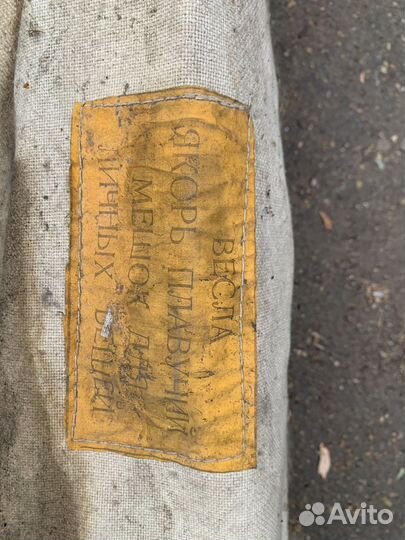 ВЕСЛА
ЯКОРЬ ПЛАВУЧИЙ
МЕШОК ДЛЯ
ЛИЧНЫХ ВЕЩЕЙ
Avito